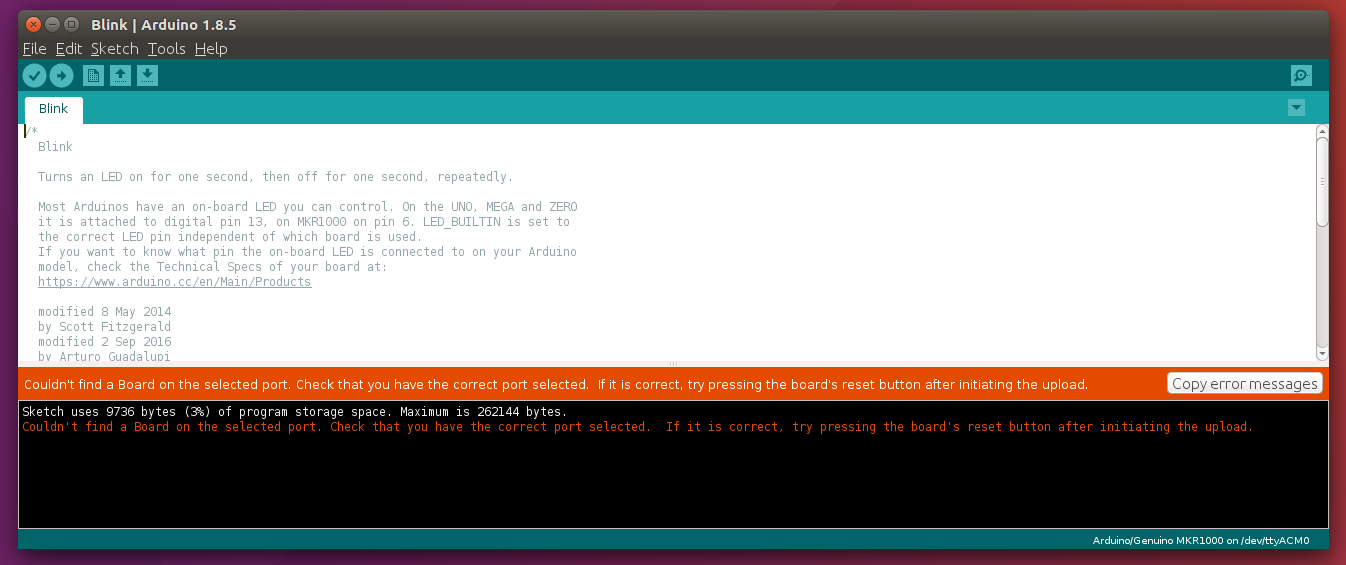 Blink | Arduino 1.8.5
File Edit Sketch Tools Help
Blink
/*
Blink
Turns an LED on for one second, then off for one second, repeatedly.
Most Arduinos have an on-board LED you can control. On the UNO, MEGA and ZERO
it is attached to digital pin 13, on MKR1000 on pin 6. LED_BUILTIN is set to
the correct LED pin independent of which board is used.
If you want to know what pin the on-board LED is connected to on your Arduino
model, check the Technical Specs of your board at:
https://www.arduino.cc/en/Main/Products
modified 8 May 2014
by Scott Fitzgerald
modified 2 Sep 2016
by Arturo Guadalupi
Couldn't find a Board on the selected port. Check that you have the correct port selected.  If it is correct, try pressing the board's reset button after initiating the upload.
Copy error messages
Sketch uses 9736 bytes (3%) of program storage space. Maximum is 262144 bytes.
Couldn't find a Board on the selected port. Check that you have the correct port selected.  If it is correct, try pressing the board's reset button after initiating the upload.
Arduino/Genuino MKR1000 on /dev/ttyACM0